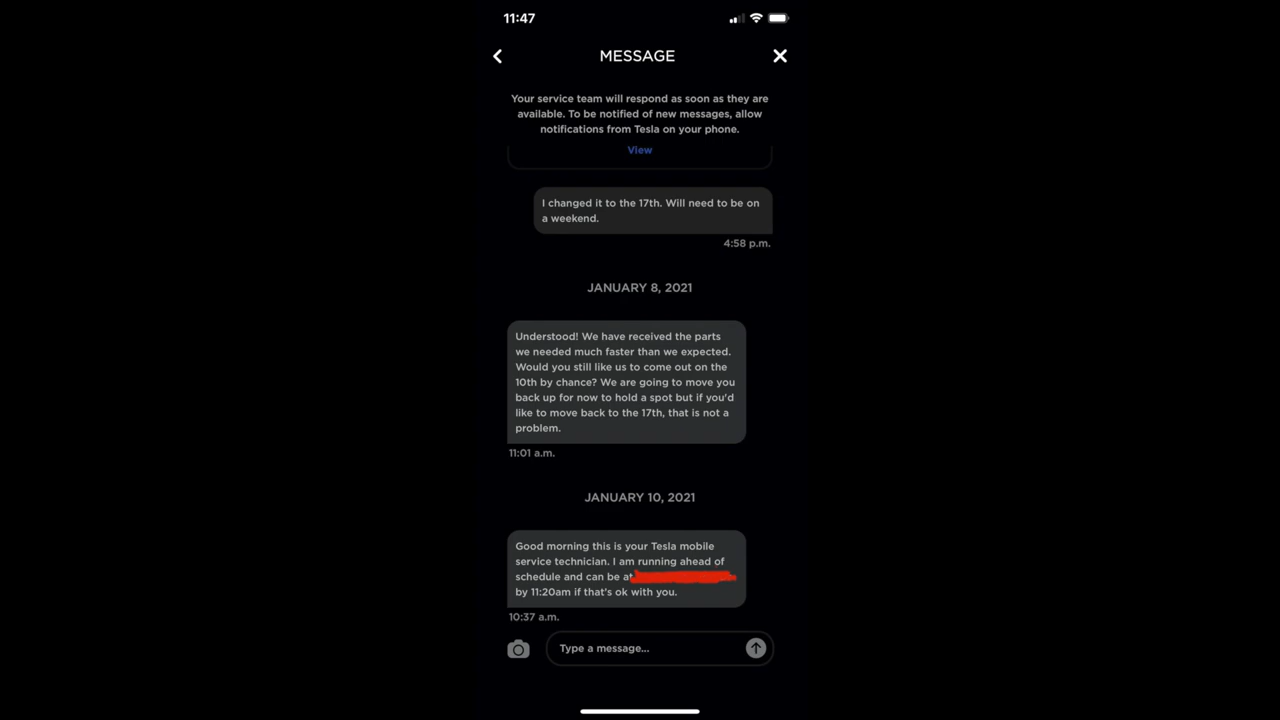 11:47
MESSAGE
Your service team will respond as soon as they are
available. To be notified of new messages, allow
notifications from Tesla on your phone.
View
I changed it to the 17th. Will need to be on
a weekend.
4:58 p.m.
JANUARY 8, 2021
Understood! We have received the parts
we needed much faster than we expected.
Would you still like us to come out on the
10th by chance? We are going to move you
back up for now to hold a spot but if you'd
like to move back to the 17th, that is not a
problem.
11:01 a.m.
JANUARY 10, 2021
Good morning this is your Tesla mobile
service technician. I am running ahead of
schedule and can be at
by 11:20am if that's ok with you.
10:37 a.m.
Type a message...